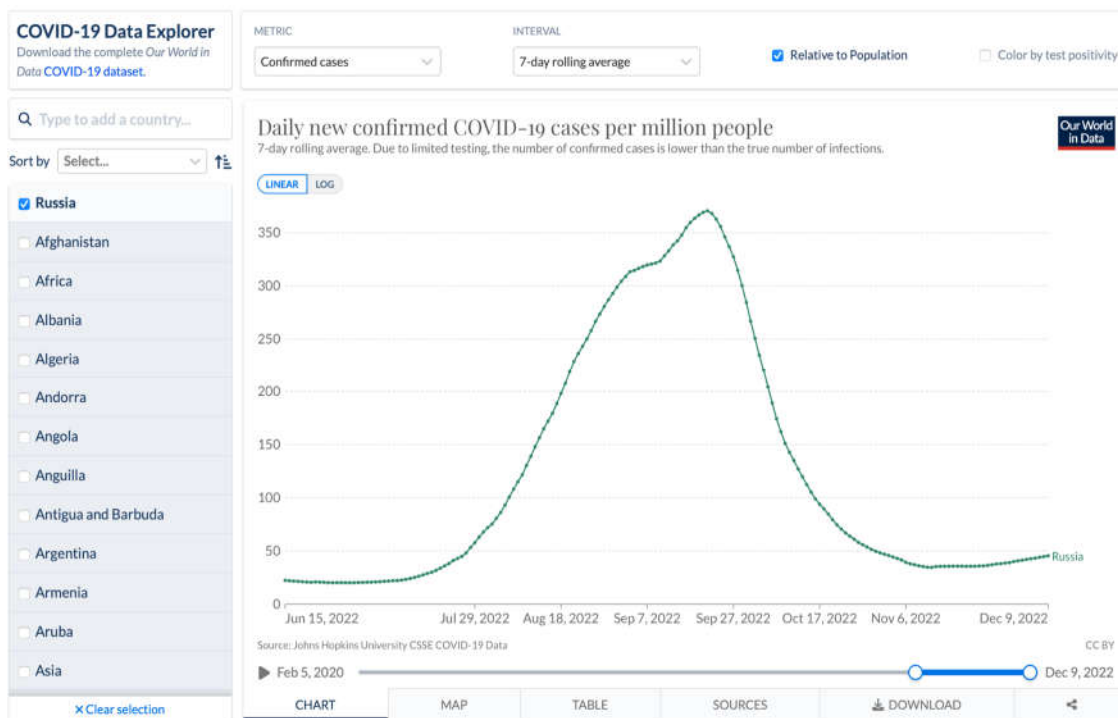 COVID-19 Data Explorer
Download the complete Our World in
Data COVID-19 dataset.
METRIC
Confirmed cases
INTERVAL
7-day rolling average
Relative to Population
Color by test positivity
Type to add a country...
Sort by Select...
Russia
Afghanistan
Africa
Albania
Algeria
Andorra
Angola
Anguilla
Antigua and Barbuda
Argentina
Armenia
Aruba
Asia
× Clear selection
Daily new confirmed COVID-19 cases per million people
7-day rolling average. Due to limited testing, the number of confirmed cases is lower than the true number of infections.
Our World
in Data
LINEAR LOG
350
300
250
200
150
100
50
0
Russia
Jun 15, 2022 Jul 29, 2022 Aug 18, 2022 Sep 7, 2022 Sep 27, 2022 Oct 17, 2022 Nov 6, 2022 Dec 9, 2022
Source: Johns Hopkins University CSSE COVID-19 Data CC BY
Feb 5, 2020 Dec 9, 2022
CHART MAP TABLE SOURCES DOWNLOAD